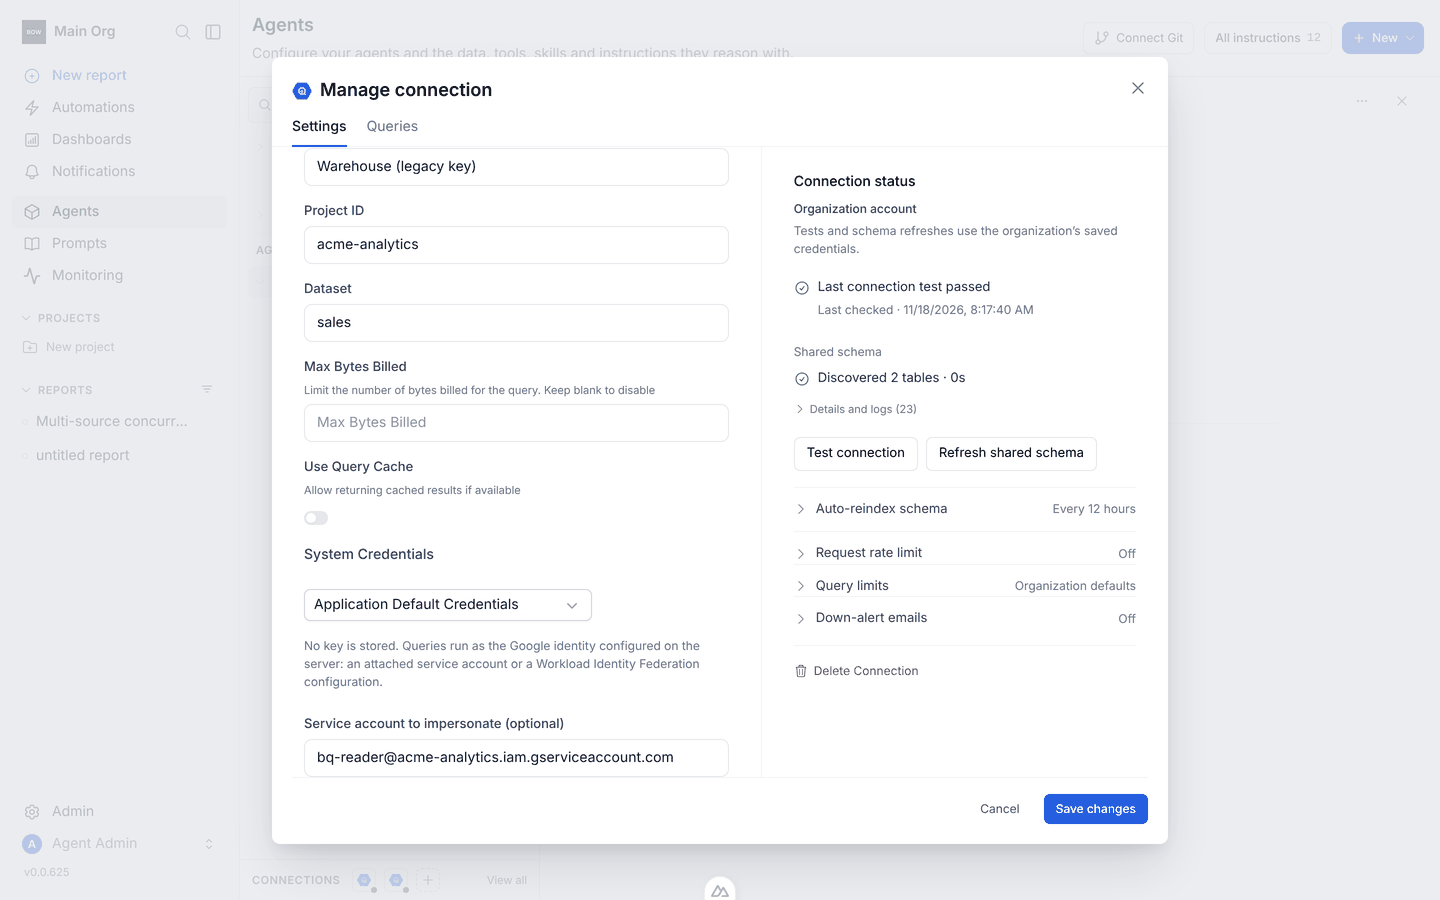 BOW
Main Org
New report
Automations
Dashboards
Notifications
Agents
Prompts
Monitoring
PROJECTS
New project
REPORTS
Multi-source concurr...
untitled report
Admin
A
Agent Admin
v0.0.625
Agents
Configure your agents and the data, tools, skills and instructions they reason with.
Connect Git
All instructions 12
New
AG
CONNECTIONS
View all
Manage connection
Settings
Queries
Warehouse (legacy key)
Project ID
acme-analytics
Dataset
sales
Max Bytes Billed
Limit the number of bytes billed for the query. Keep blank to disable
Max Bytes Billed
Use Query Cache
Allow returning cached results if available
System Credentials
Application Default Credentials
No key is stored. Queries run as the Google identity configured on the
server: an attached service account or a Workload Identity Federation
configuration.
Service account to impersonate (optional)
bq-reader@acme-analytics.iam.gserviceaccount.com
Connection status
Organization account
Tests and schema refreshes use the organization’s saved
credentials.
Last connection test passed
Last checked · 11/18/2026, 8:17:40 AM
Shared schema
Discovered 2 tables · 0s
Details and logs (23)
Test connection
Refresh shared schema
Auto-reindex schema
Every 12 hours
Request rate limit
Off
Query limits
Organization defaults
Down-alert emails
Off
Delete Connection
Cancel
Save changes